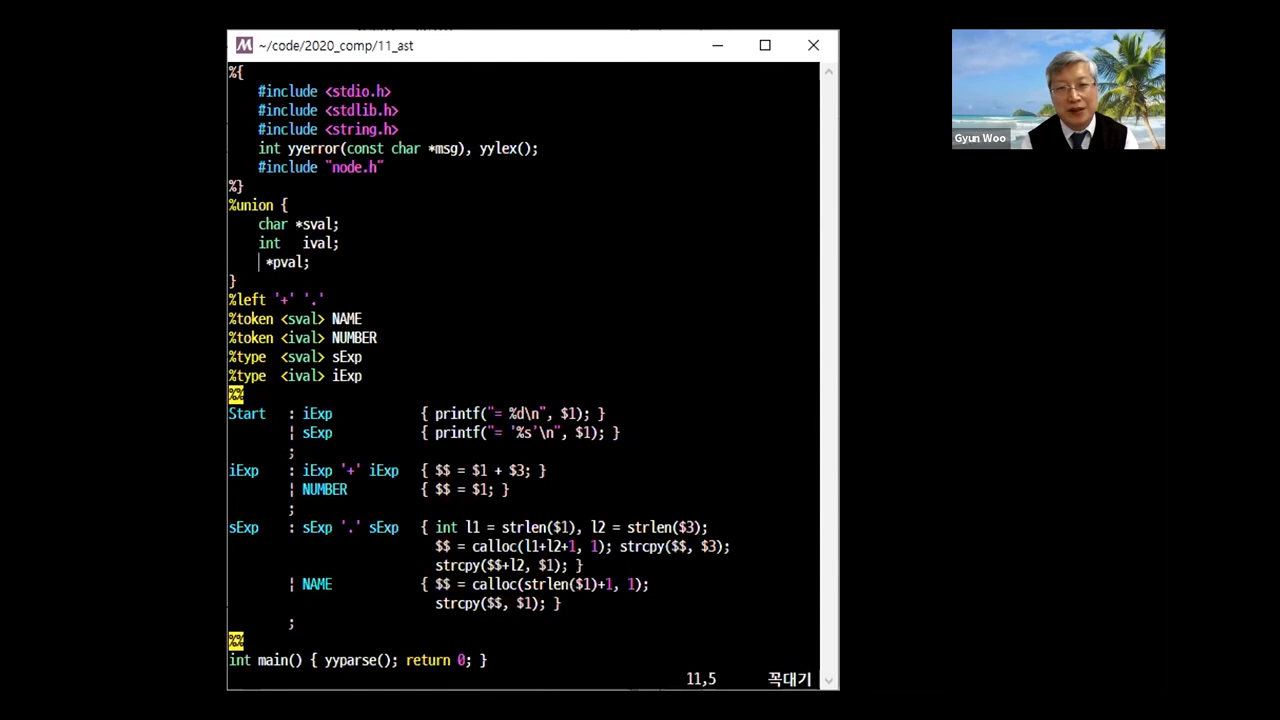 ~/code/2020_comp/11_ast
%{
    #include <stdio.h>
    #include <stdlib.h>
    #include <string.h>
    int yyerror(const char *msg), yylex();
    #include "node.h"
%}
%union {
    char *sval;
    int   ival;
     *pval;
}
%left '+' '.'
%token <sval> NAME
%token <ival> NUMBER
%type  <sval> sExp
%type  <ival> iExp
%%
Start   : iExp            { printf("= %d\n", $1); }
        | sExp            { printf("= '%s'\n", $1); }
        ;
iExp    : iExp '+' iExp   { $$ = $1 + $3; }
        | NUMBER          { $$ = $1; }
        ;
sExp    : sExp '.' sExp   { int l1 = strlen($1), l2 = strlen($3);
                            $$ = calloc(l1+l2+1, 1); strcpy($$, $3);
                            strcpy($$+l2, $1); }
        | NAME            { $$ = calloc(strlen($1)+1, 1);
                            strcpy($$, $1); }
        ;
%%
int main() { yyparse(); return 0; }
11,5 꼭대기
Gyun Woo